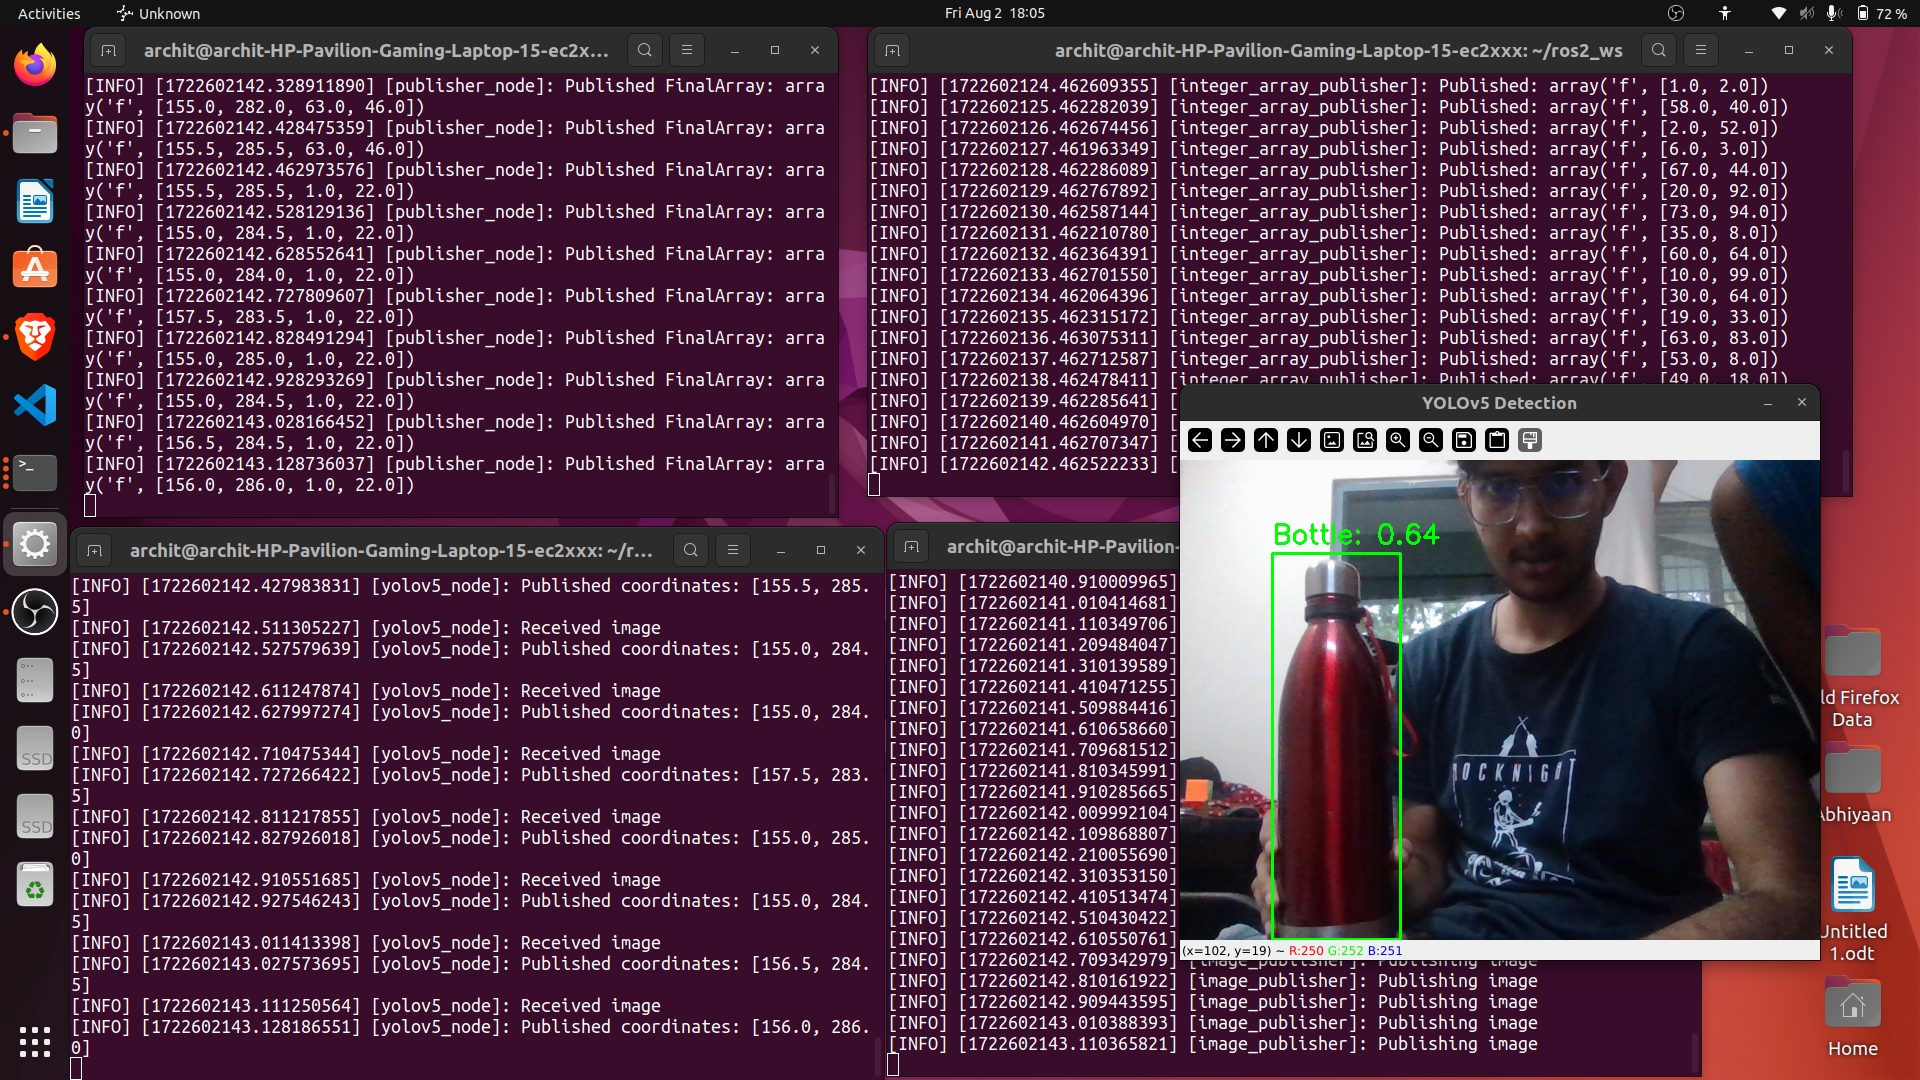 Activities
Unknown
Fri Aug 2 18:05
72 %
archit@archit-HP-Pavilion-Gaming-Laptop-15-ec2x...
[INFO] [1722602142.328911890] [publisher_node]: Published FinalArray: arra
y('f', [155.0, 282.0, 63.0, 46.0])
[INFO] [1722602142.428475359] [publisher_node]: Published FinalArray: arra
y('f', [155.5, 285.5, 63.0, 46.0])
[INFO] [1722602142.462973576] [publisher_node]: Published FinalArray: arra
y('f', [155.5, 285.5, 1.0, 22.0])
[INFO] [1722602142.528129136] [publisher_node]: Published FinalArray: arra
y('f', [155.0, 284.5, 1.0, 22.0])
[INFO] [1722602142.628552641] [publisher_node]: Published FinalArray: arra
y('f', [155.0, 284.0, 1.0, 22.0])
[INFO] [1722602142.727809607] [publisher_node]: Published FinalArray: arra
y('f', [157.5, 283.5, 1.0, 22.0])
[INFO] [1722602142.828491294] [publisher_node]: Published FinalArray: arra
y('f', [155.0, 285.0, 1.0, 22.0])
[INFO] [1722602142.928293269] [publisher_node]: Published FinalArray: arra
y('f', [155.0, 284.5, 1.0, 22.0])
[INFO] [1722602143.028166452] [publisher_node]: Published FinalArray: arra
y('f', [156.5, 284.5, 1.0, 22.0])
[INFO] [1722602143.128736037] [publisher_node]: Published FinalArray: arra
y('f', [156.0, 286.0, 1.0, 22.0])
archit@archit-HP-Pavilion-Gaming-Laptop-15-ec2xxx: ~/ros2_ws
[INFO] [1722602124.462609355] [integer_array_publisher]: Published: array('f', [1.0, 2.0])
[INFO] [1722602125.462282039] [integer_array_publisher]: Published: array('f', [58.0, 40.0])
[INFO] [1722602126.462674456] [integer_array_publisher]: Published: array('f', [2.0, 52.0])
[INFO] [1722602127.461963349] [integer_array_publisher]: Published: array('f', [6.0, 3.0])
[INFO] [1722602128.462286089] [integer_array_publisher]: Published: array('f', [67.0, 44.0])
[INFO] [1722602129.462767892] [integer_array_publisher]: Published: array('f', [20.0, 92.0])
[INFO] [1722602130.462587144] [integer_array_publisher]: Published: array('f', [73.0, 94.0])
[INFO] [1722602131.462210780] [integer_array_publisher]: Published: array('f', [35.0, 8.0])
[INFO] [1722602132.462364391] [integer_array_publisher]: Published: array('f', [60.0, 64.0])
[INFO] [1722602133.462701550] [integer_array_publisher]: Published: array('f', [10.0, 99.0])
[INFO] [1722602134.462064396] [integer_array_publisher]: Published: array('f', [30.0, 64.0])
[INFO] [1722602135.462315172] [integer_array_publisher]: Published: array('f', [19.0, 33.0])
[INFO] [1722602136.463075311] [integer_array_publisher]: Published: array('f', [63.0, 83.0])
[INFO] [1722602137.462712587] [integer_array_publisher]: Published: array('f', [53.0, 8.0])
[INFO] [1722602138.462478411] [integer_array_publisher]: Published: array('f', [49.0, 18.0])
[INFO] [1722602139.462285641] [
[INFO] [1722602140.462604970] [
[INFO] [1722602141.462707347] [
[INFO] [1722602142.462522233] [
archit@archit-HP-Pavilion-Gaming-Laptop-15-ec2xxx: ~/r...
[INFO] [1722602142.427983831] [yolov5_node]: Published coordinates: [155.5, 285.
5]
[INFO] [1722602142.511305227] [yolov5_node]: Received image
[INFO] [1722602142.527579639] [yolov5_node]: Published coordinates: [155.0, 284.
5]
[INFO] [1722602142.611247874] [yolov5_node]: Received image
[INFO] [1722602142.627997274] [yolov5_node]: Published coordinates: [155.0, 284.
0]
[INFO] [1722602142.710475344] [yolov5_node]: Received image
[INFO] [1722602142.727266422] [yolov5_node]: Published coordinates: [157.5, 283.
5]
[INFO] [1722602142.811217855] [yolov5_node]: Received image
[INFO] [1722602142.827926018] [yolov5_node]: Published coordinates: [155.0, 285.
0]
[INFO] [1722602142.910551685] [yolov5_node]: Received image
[INFO] [1722602142.927546243] [yolov5_node]: Published coordinates: [155.0, 284.
5]
[INFO] [1722602143.011413398] [yolov5_node]: Received image
[INFO] [1722602143.027573695] [yolov5_node]: Published coordinates: [156.5, 284.
5]
[INFO] [1722602143.111250564] [yolov5_node]: Received image
[INFO] [1722602143.128186551] [yolov5_node]: Published coordinates: [156.0, 286.
0]
archit@archit-HP-Pavilion-
[INFO] [1722602140.910009965]
[INFO] [1722602141.010414681]
[INFO] [1722602141.110349706]
[INFO] [1722602141.209484047]
[INFO] [1722602141.310139589]
[INFO] [1722602141.410471255]
[INFO] [1722602141.509884416]
[INFO] [1722602141.610658660]
[INFO] [1722602141.709681512]
[INFO] [1722602141.810345991]
[INFO] [1722602141.910285665]
[INFO] [1722602142.009992104]
[INFO] [1722602142.109868807]
[INFO] [1722602142.210055690]
[INFO] [1722602142.310353150]
[INFO] [1722602142.410513474]
[INFO] [1722602142.510430422]
[INFO] [1722602142.610550761]
[INFO] [1722602142.709342979] [image_publisher]: Publishing image
[INFO] [1722602142.810161922] [image_publisher]: Publishing image
[INFO] [1722602142.909443595] [image_publisher]: Publishing image
[INFO] [1722602143.010388393] [image_publisher]: Publishing image
[INFO] [1722602143.110365821] [image_publisher]: Publishing image
YOLOv5 Detection
Bottle: 0.64
ROCKNIGHT
(x=102, y=19) ~ R:250 G:252 B:251
SSD
SSD
ld Firefox
Data
Abhiyaan
Untitled
1.odt
Home